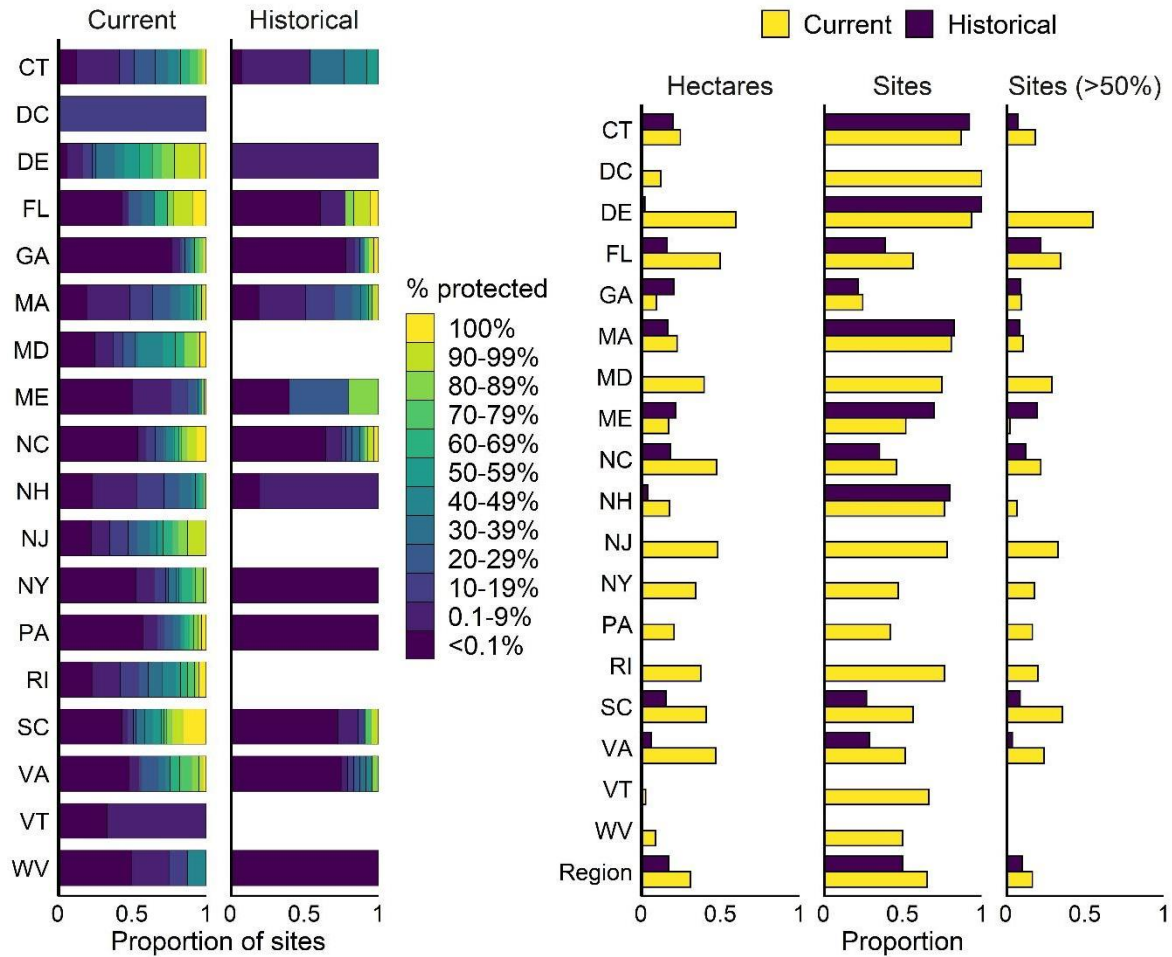 Current Historical
CT
DC
DE
FL
GA
MA
MD
ME
NC
NH
NJ
NY
PA
RI
SC
VA
VT
WV
0 0.5 1 0 0.5 1
Proportion of sites
% protected
100%
90-99%
80-89%
70-79%
60-69%
50-59%
40-49%
30-39%
20-29%
10-19%
0.1-9%
<0.1%
Current Historical
Hectares Sites Sites (>50%)
CT
DC
DE
FL
GA
MA
MD
ME
NC
NH
NJ
NY
PA
RI
SC
VA
VT
WV
Region
0 0.5 1 0 0.5 1 0 0.5 1
Proportion